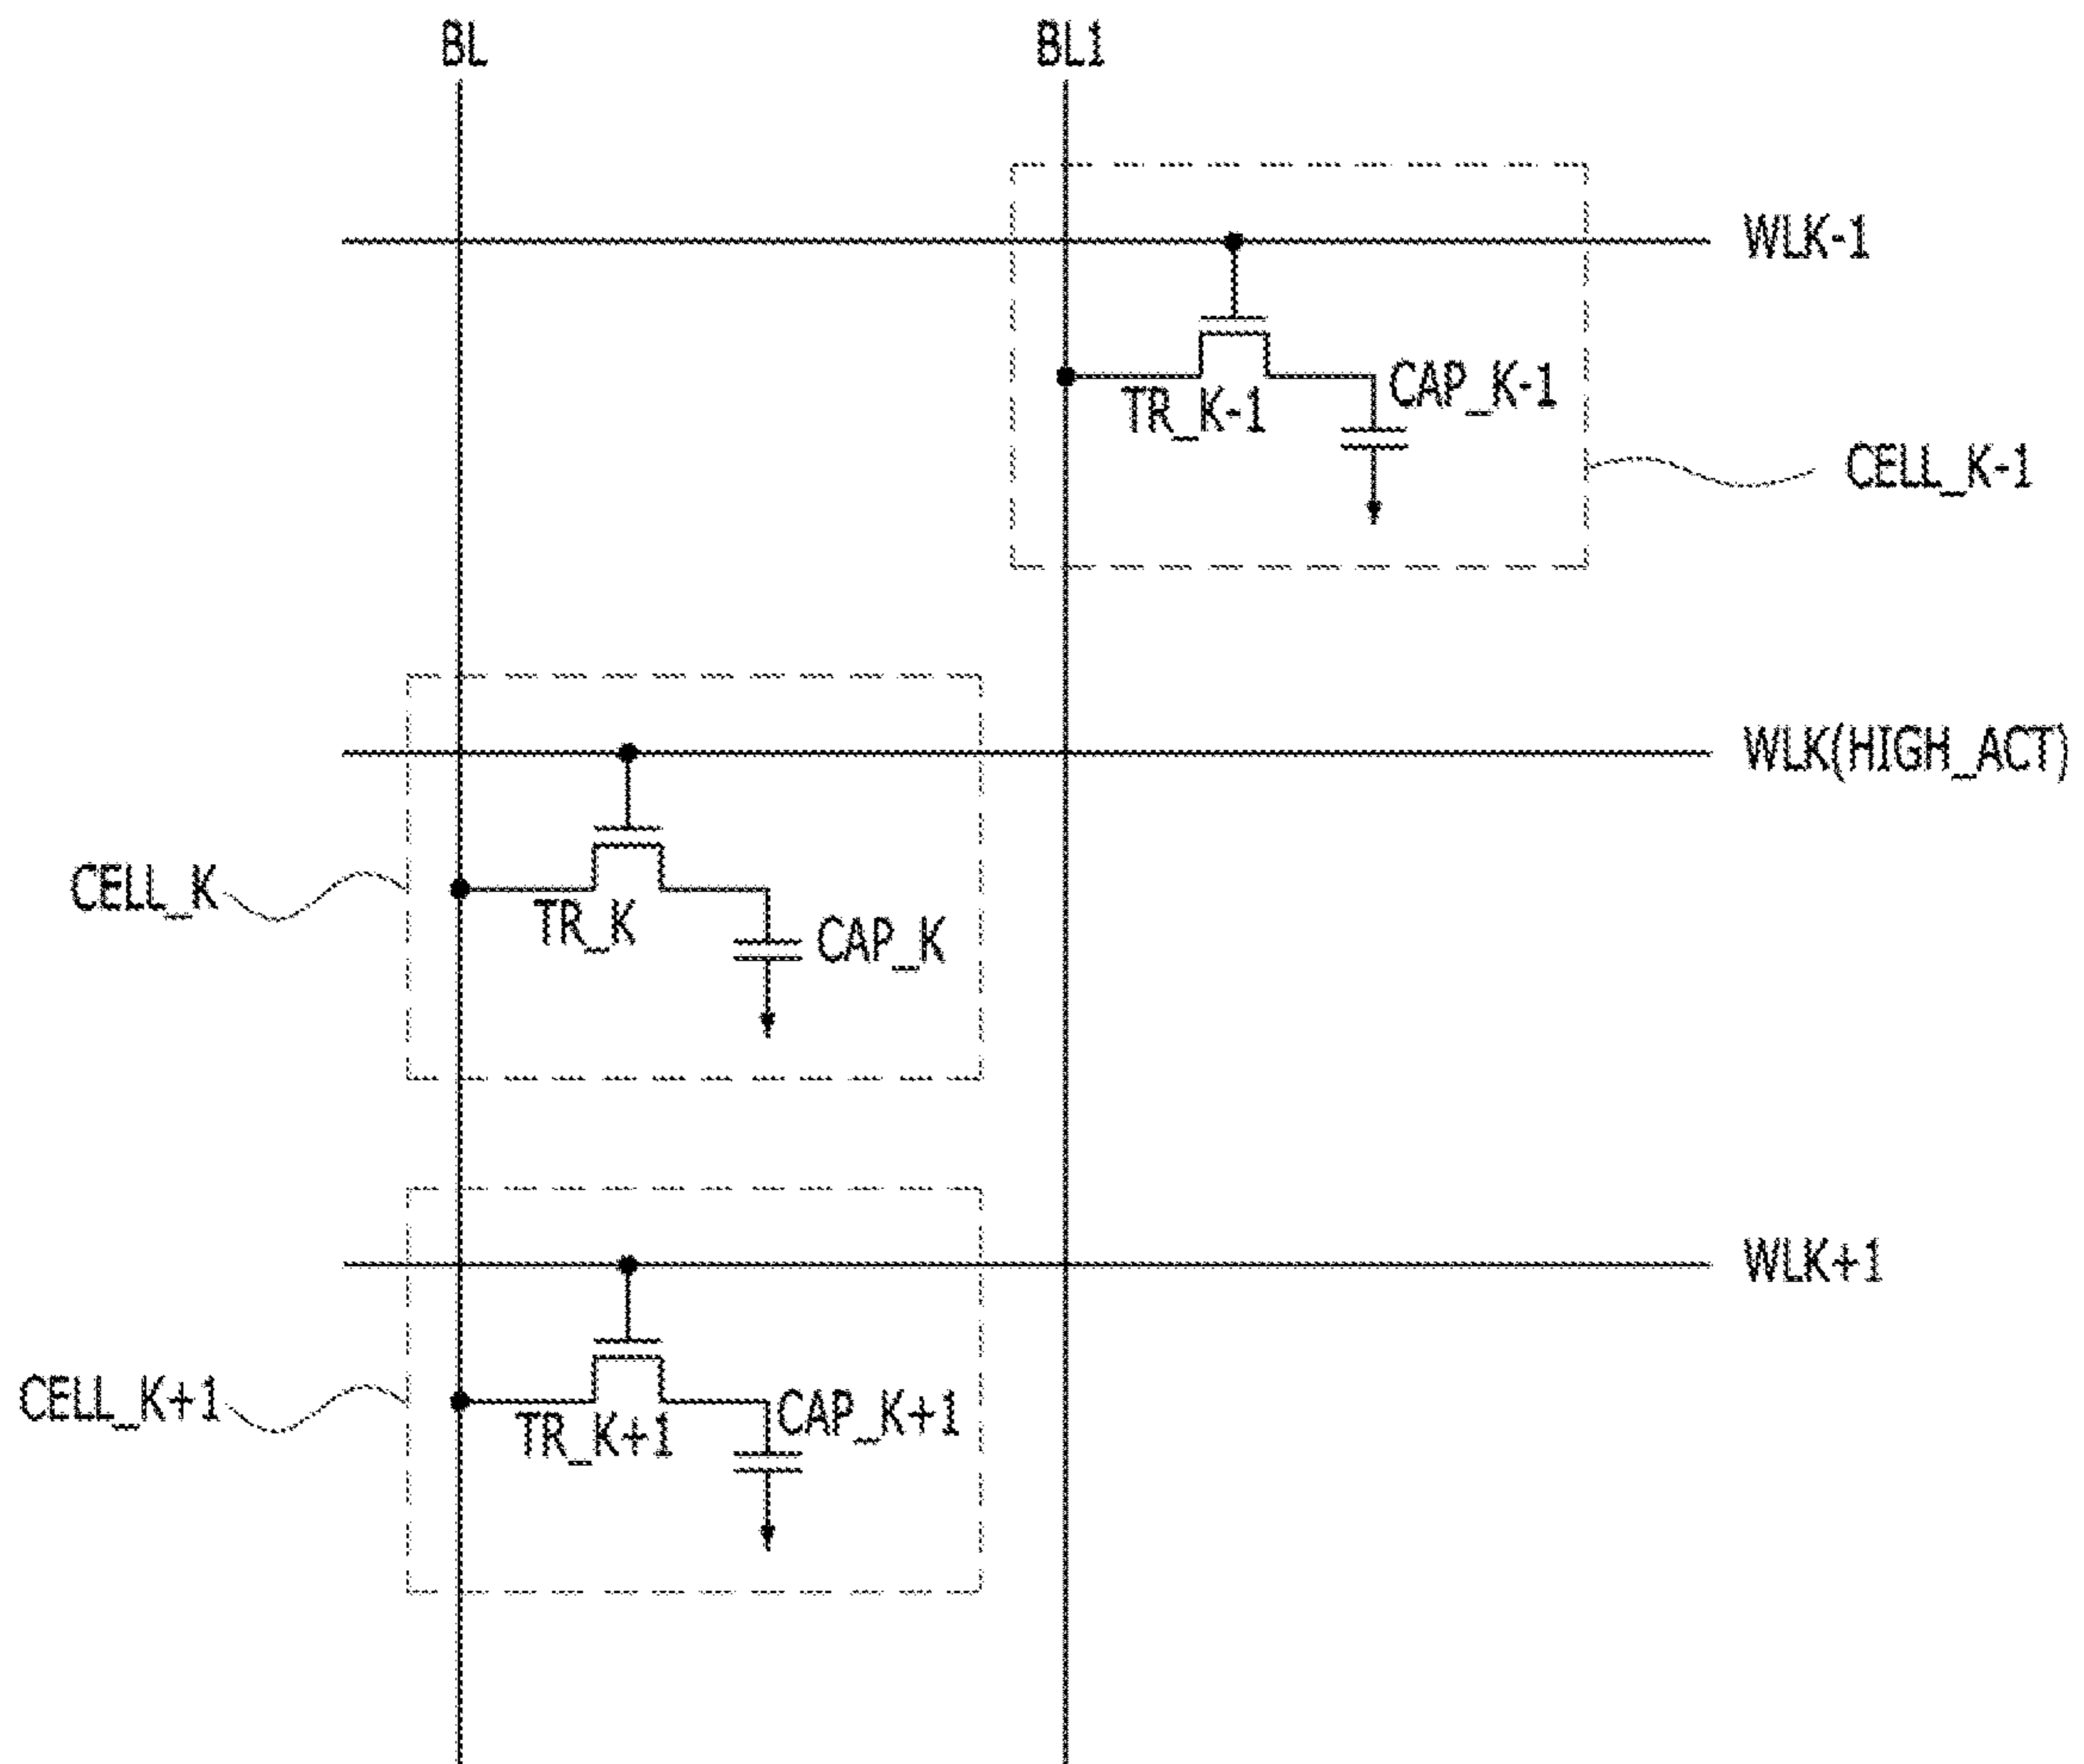 BL
BL1
WLK-1
CAP_K-1
TR_K-1
CELL_K-1
WLK(HIGH_ACT)
CELL_K
TR_K
CAP_K
WLK+1
CELL_K+1
CAP_K+1
TR_K+1